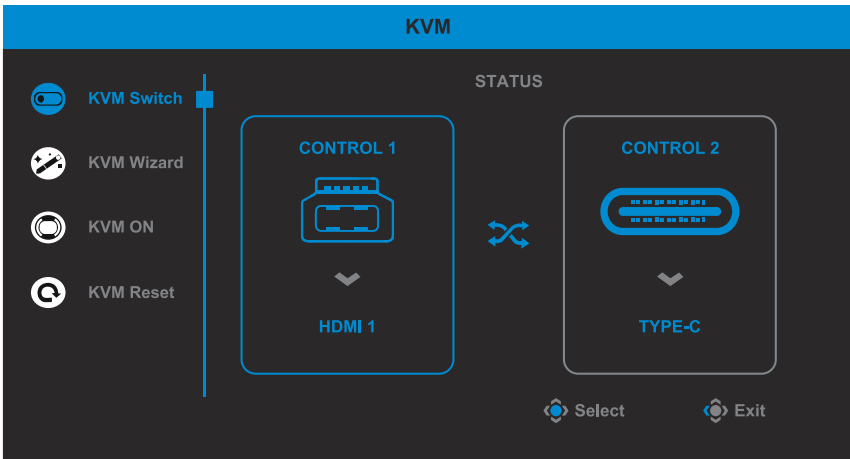 KVM
KVM Switch
KVM Wizard
KVM ON
KVM Reset
STATUS
CONTROL 1
HDMI 1
CONTROL 2
TYPE-C
Select
Exit